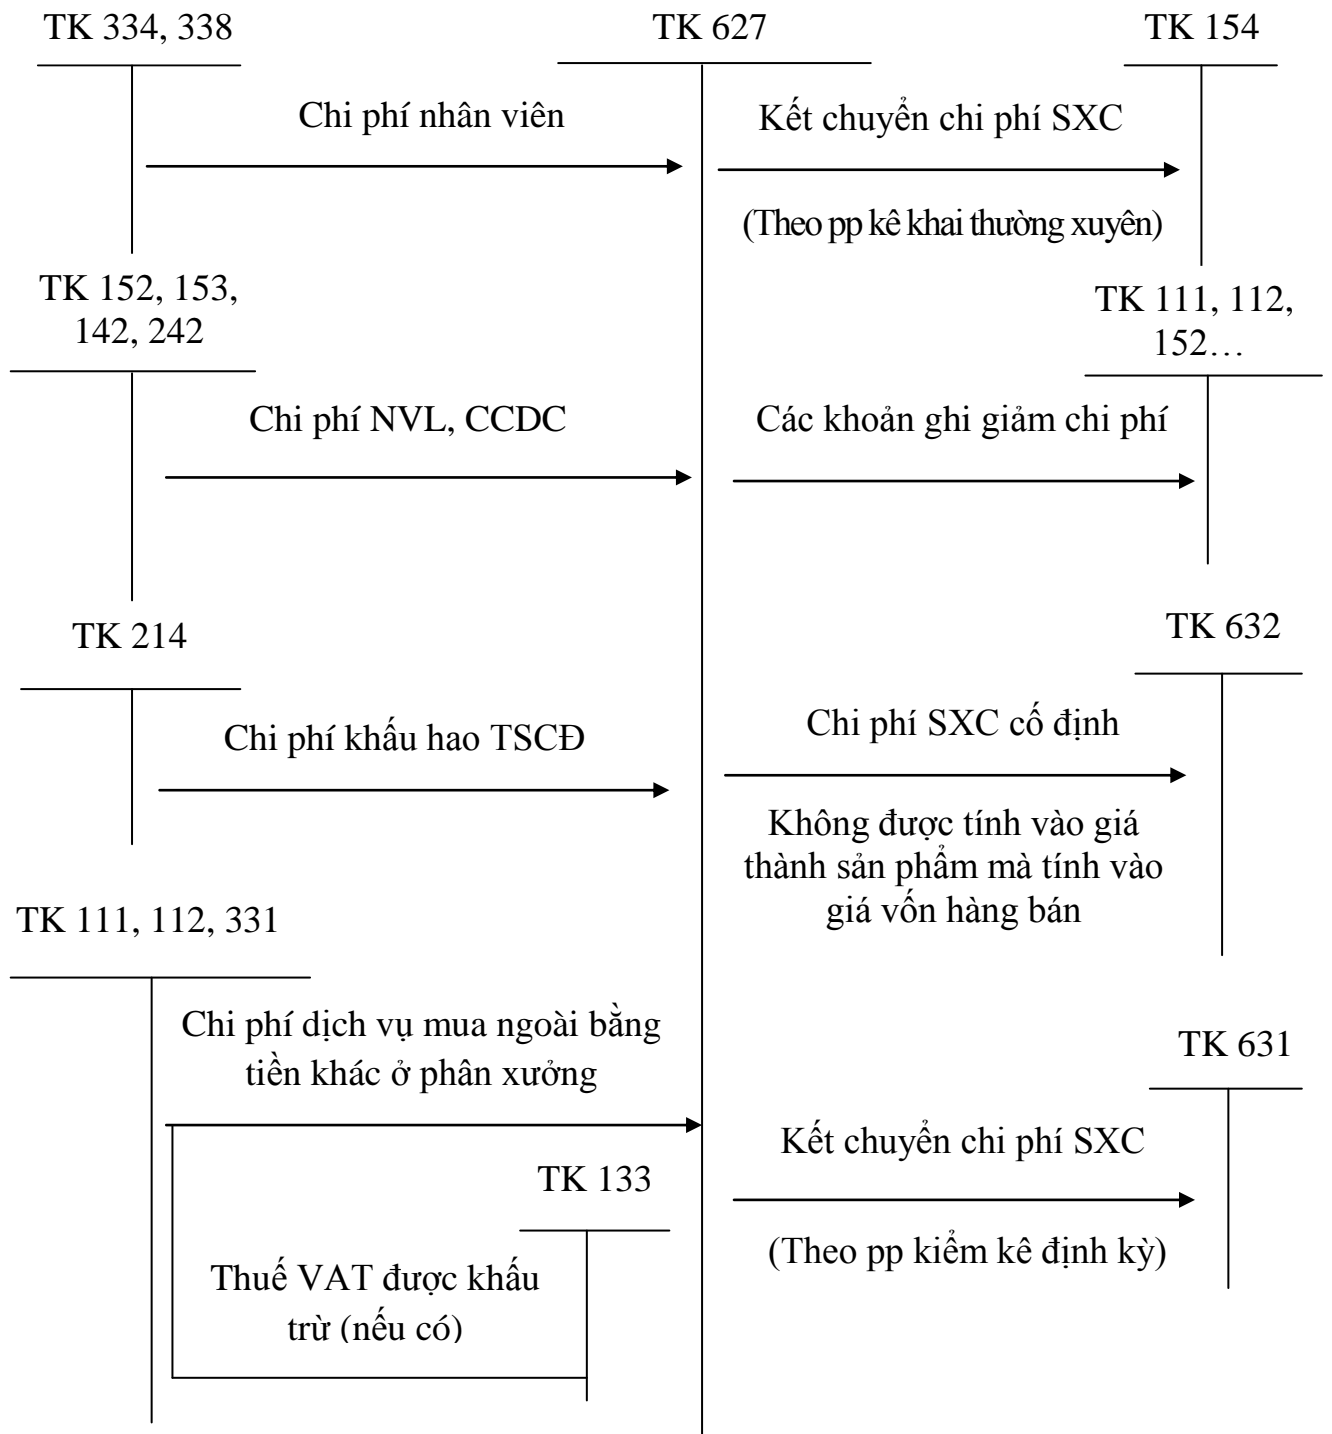 TK 334, 338
TK 627
TK 154
Chi phí nhân viên
Kết chuyển chi phí SXC
(Theo pp kê khai thường xuyên)
TK 152, 153,
142, 242
TK 111, 112,
152…
Chi phí NVL, CCDC
Các khoản ghi giảm chi phí
TK 214
TK 632
Chi phí khấu hao TSCĐ
Chi phí SXC cố định
Không được tính vào giá
thành sản phẩm mà tính vào
giá vốn hàng bán
TK 111, 112, 331
Chi phí dịch vụ mua ngoài bằng
tiền khác ở phân xưởng
TK 631
Kết chuyển chi phí SXC
(Theo pp kiểm kê định kỳ)
TK 133
Thuế VAT được khấu
trừ (nếu có)